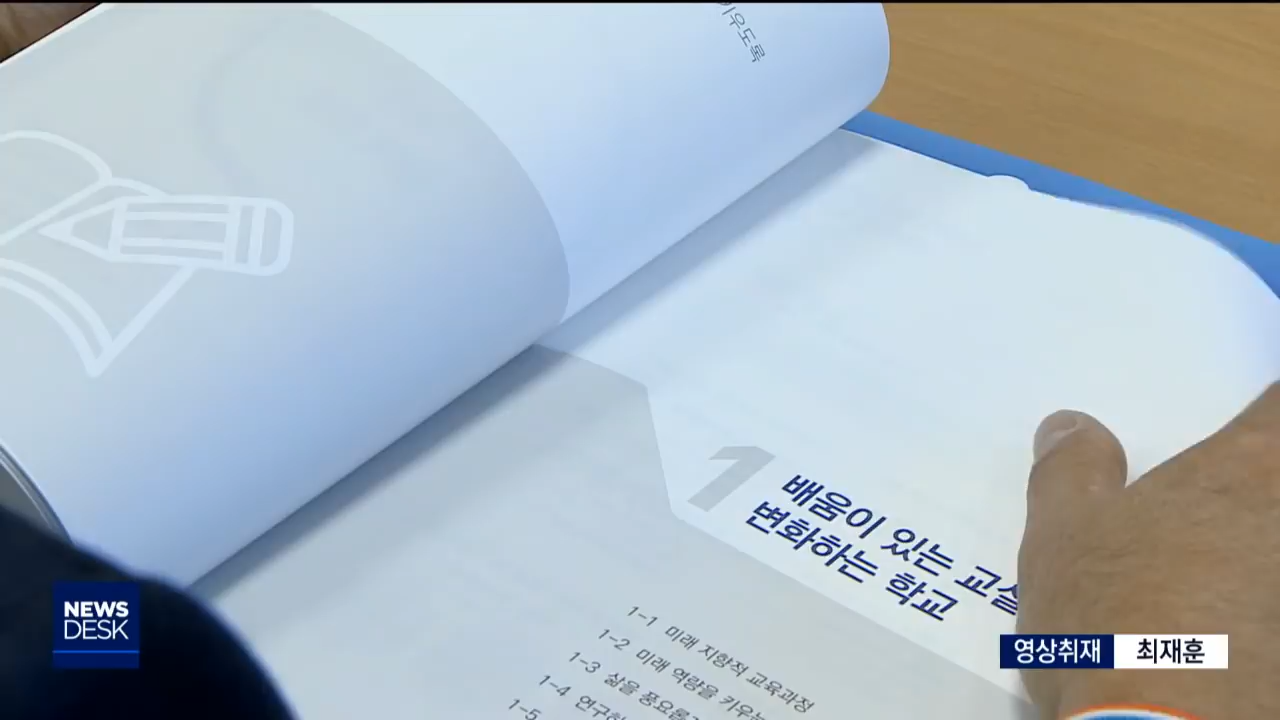 이우도록
1
배움이 있는 교실
변화하는 학교
1-1 미래 지향적 교육과정
1-2 미래 역량을 키우는
1-3 삶을 풍요롭게
1-4 연구하
1-5
NEWS
DESK
영상취재 최재훈